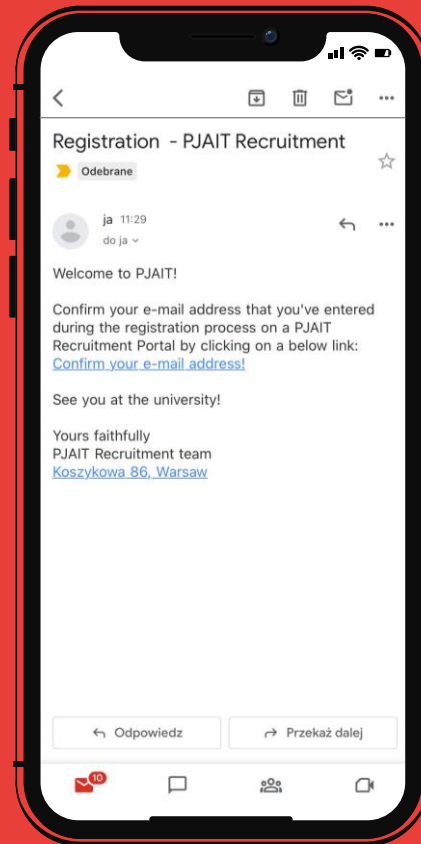 Registration - PJAIT Recruitment
Odebrane
ja 11:29
do ja
Welcome to PJAIT!
Confirm your e-mail address that you've entered
during the registration process on a PJAIT
Recruitment Portal by clicking on a below link:
Confirm your e-mail address!
See you at the university!
Yours faithfully
PJAIT Recruitment team
Koszykowa 86, Warsaw
Odpowiedz
Przekaż dalej
10